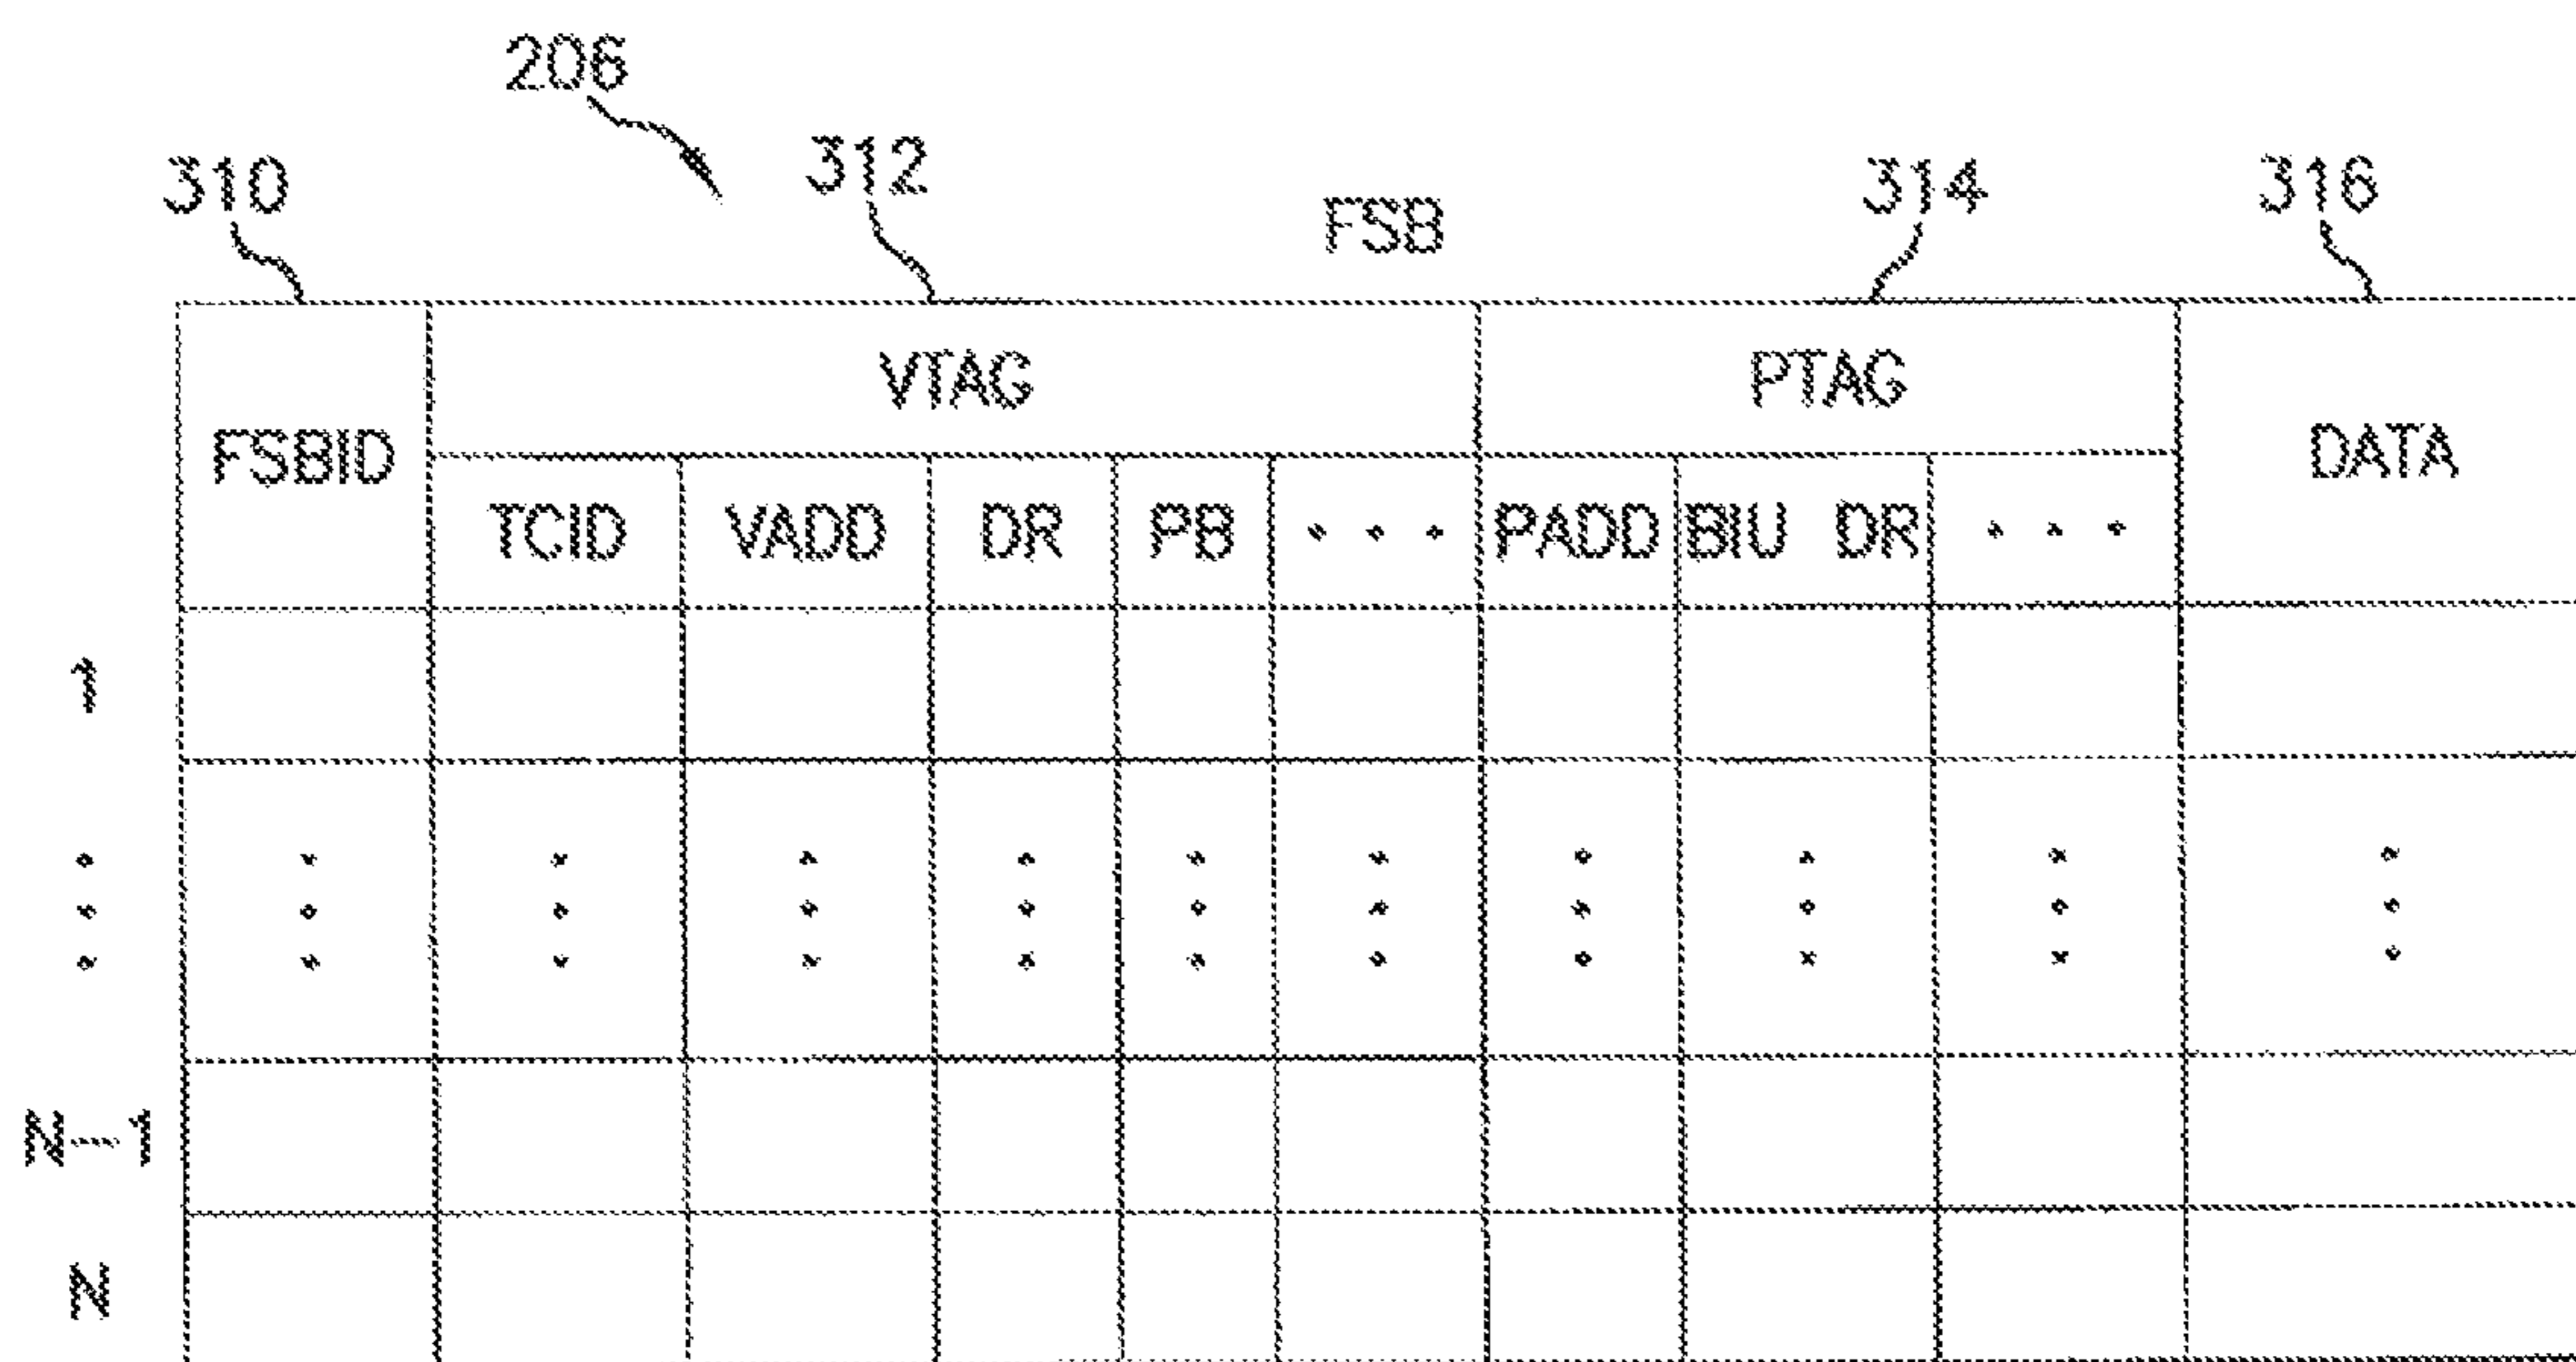 206
310
312
FSB
314
316
FSBID
VTAG
PTAG
DATA
TCID VADD DR PB . . . PADD BIU DR . . .
1
N-1
N